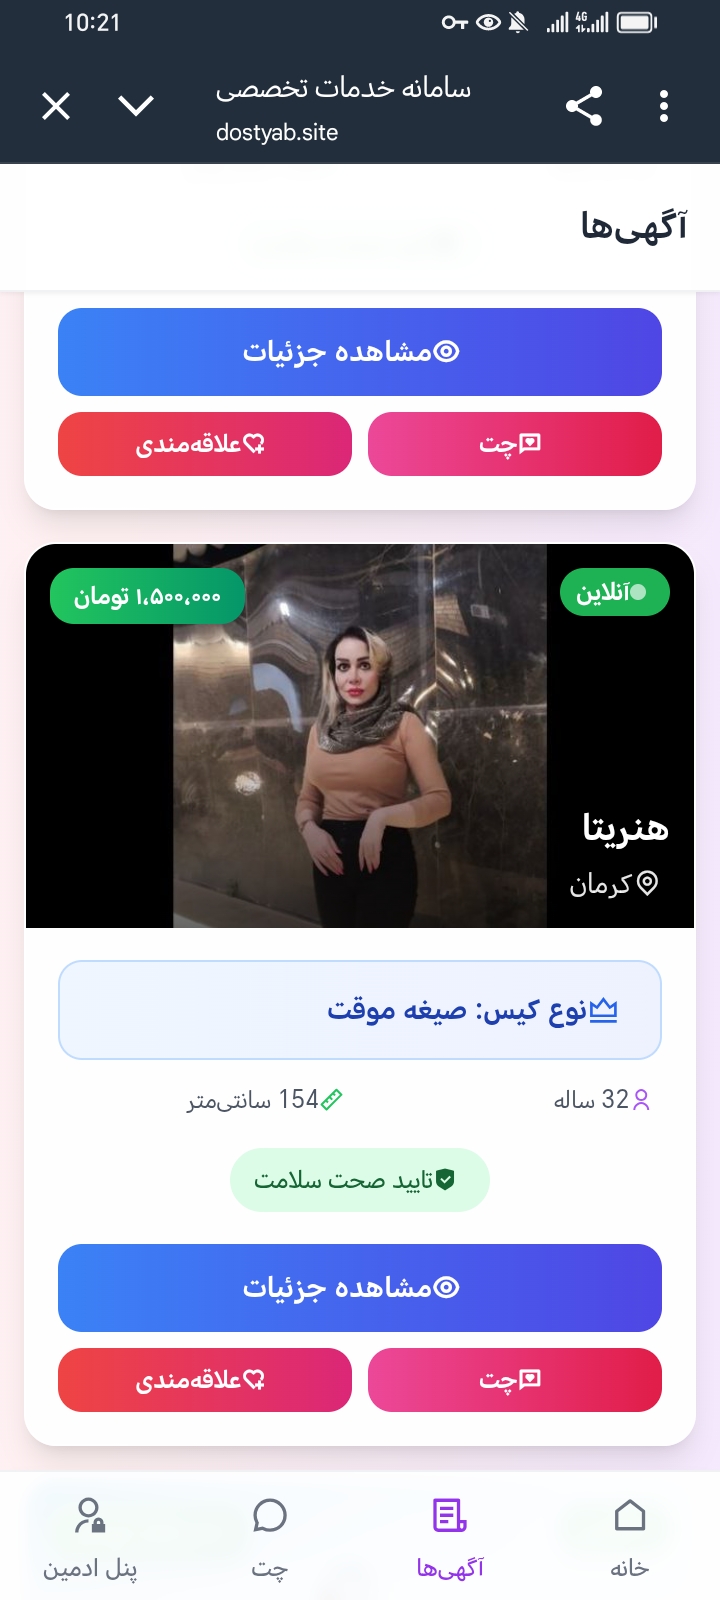 10:21
4G
سامانه خدمات تخصصی
dostyab.site
آگهی‌ها
مشاهده جزئیات
چت
علاقه‌مندی
آنلاین
۱،۵۰۰،۰۰۰ تومان
هنریتا
کرمان
نوع کیس: صیغه موقت
32 ساله
154 سانتی‌متر
تایید صحت سلامت
مشاهده جزئیات
چت
علاقه‌مندی
خانه
آگهی‌ها
چت
پنل ادمین